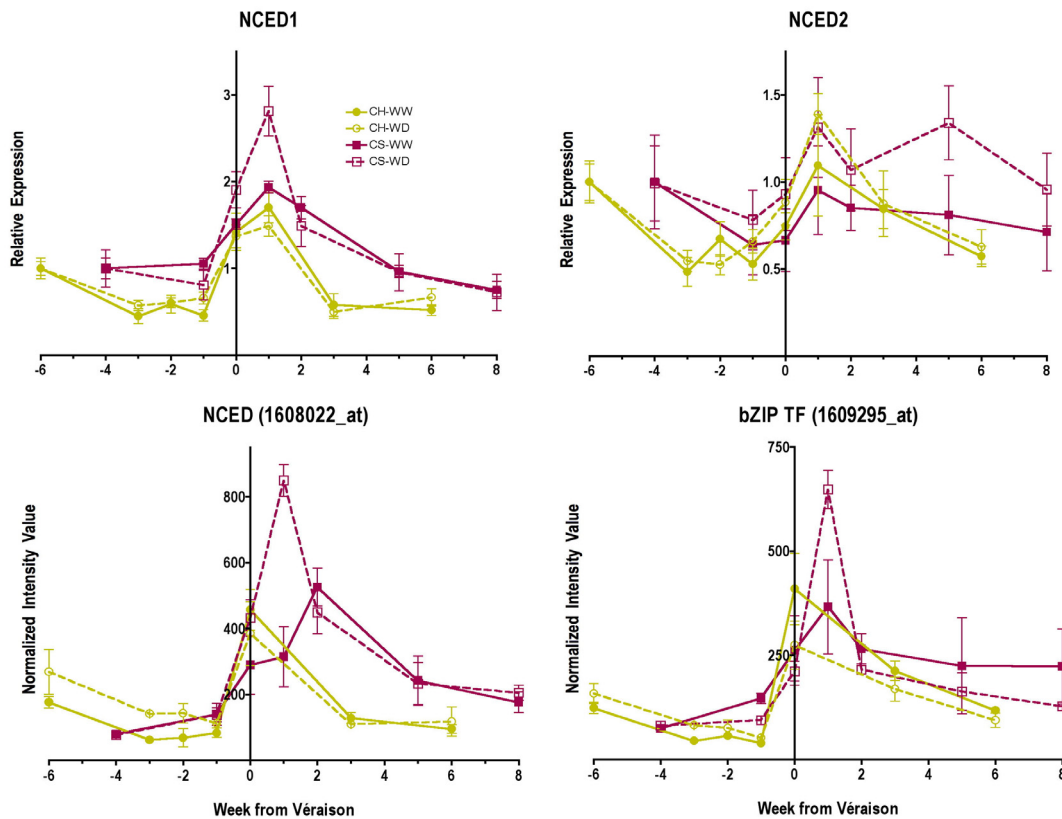 NCED1
NCED2
Relative Expression
3
2
1
CH-WW
CH-WD
CS-WW
CS-WD
-6 -4 -2 0 2 4 6 8
Relative Expression
1.5
1.0
0.5
-6 -4 -2 0 2 4 6 8
NCED (1608022_at)
bZIP TF (1609295_at)
Normalized Intensity Value
800
600
400
200
-6 -4 -2 0 2 4 6 8
Week from Véraison
Normalized Intensity Value
750
500
250
-6 -4 -2 0 2 4 6 8
Week from Véraison